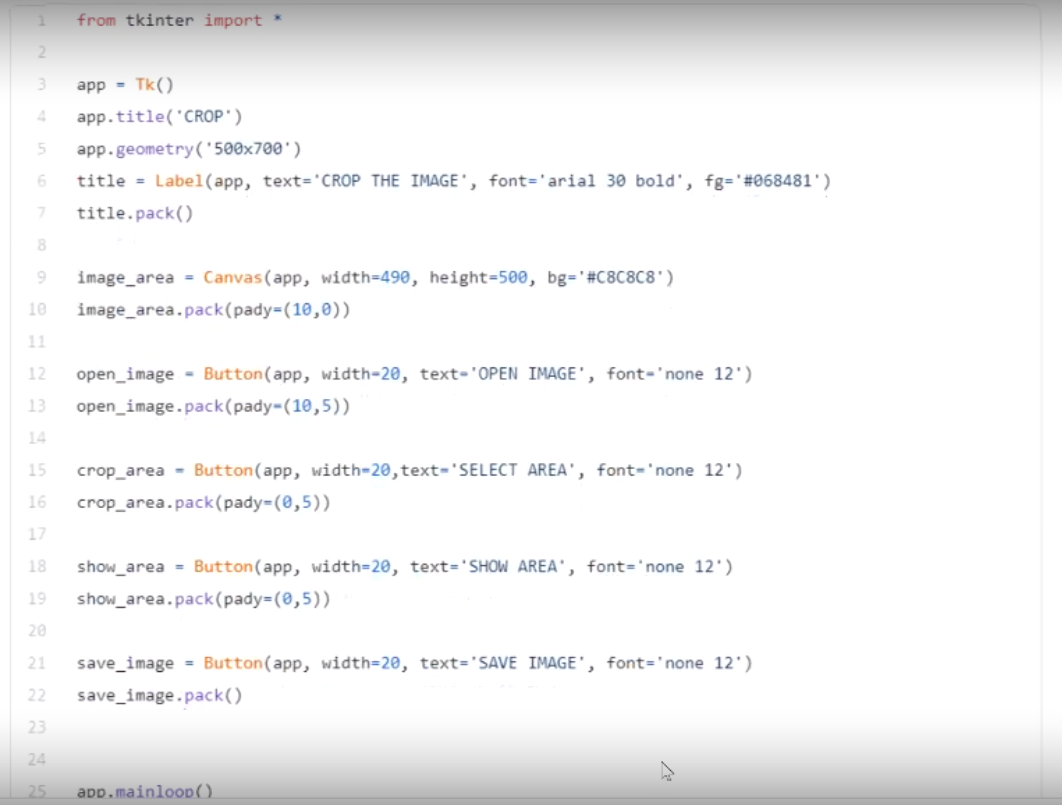 1 from tkinter import *
2
3 app = Tk()
4 app.title('CROP')
5 app.geometry('500x700')
6 title = Label(app, text='CROP THE IMAGE', font='arial 30 bold', fg='#068481')
7 title.pack()
8
9 image_area = Canvas(app, width=490, height=500, bg='#C8C8C8')
10 image_area.pack(pady=(10,0))
11
12 open_image = Button(app, width=20, text='OPEN IMAGE', font='none 12')
13 open_image.pack(pady=(10,5))
14
15 crop_area = Button(app, width=20,text='SELECT AREA', font='none 12')
16 crop_area.pack(pady=(0,5))
17
18 show_area = Button(app, width=20, text='SHOW AREA', font='none 12')
19 show_area.pack(pady=(0,5))
20
21 save_image = Button(app, width=20, text='SAVE IMAGE', font='none 12')
22 save_image.pack()
23
24
25 app.mainloop()